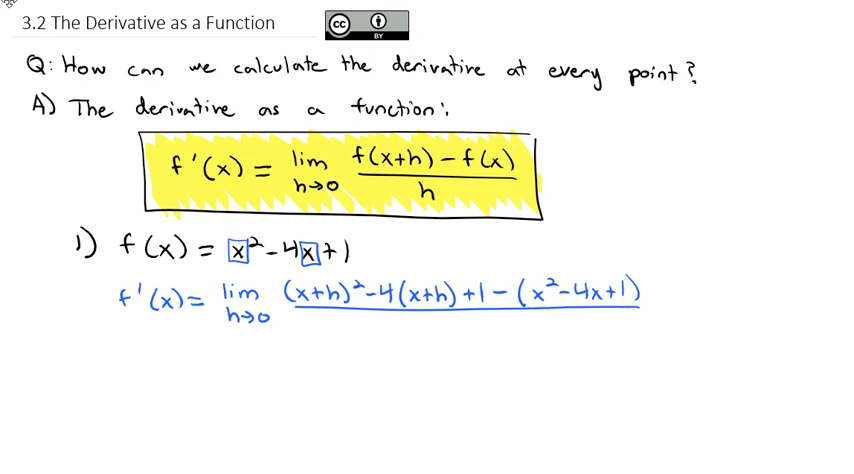 3.2 The Derivative as a Function
cc BY
Q: How can we calculate the derivative at every point?
A) The derivative as a function:
f'(x) = lim h→0 (f(x+h) - f(x))/h
1) f(x) = x² - 4x + 1
f'(x) = lim h→0 (x+h)² - 4(x+h) + 1 - (x² - 4x + 1)